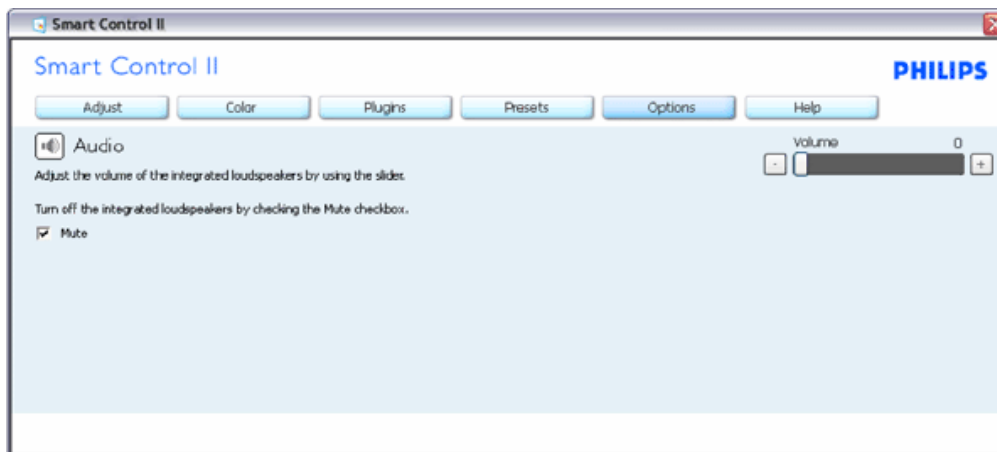 Smart Control II
Smart Control II
PHILIPS
Adjust Color Plugins Presets Options Help
Audio
Volume 0
- +
Adjust the volume of the integrated loudspeakers by using the slider.
Turn off the integrated loudspeakers by checking the Mute checkbox.
Mute